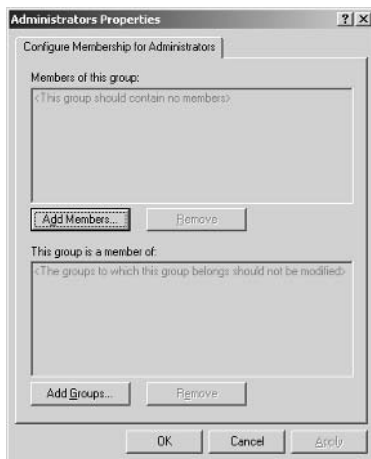 Administrators Properties
Configure Membership for Administrators
Members of this group:
<This group should contain no members>
Add Members...
Remove
This group is a member of:
<The groups to which this group belongs should not be modified>
Add Groups...
Remove
OK
Cancel
Apply